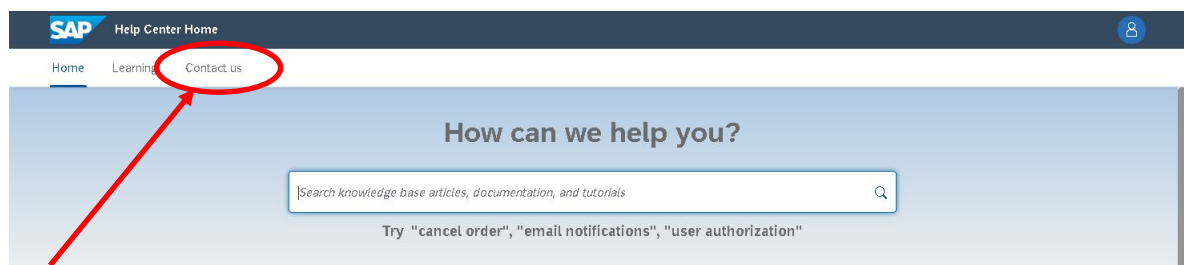 SAP Help Center Home
Home Learning Contact us
How can we help you?
Search knowledge base articles, documentation, and tutorials
Try "cancel order", "email notifications", "user authorization"